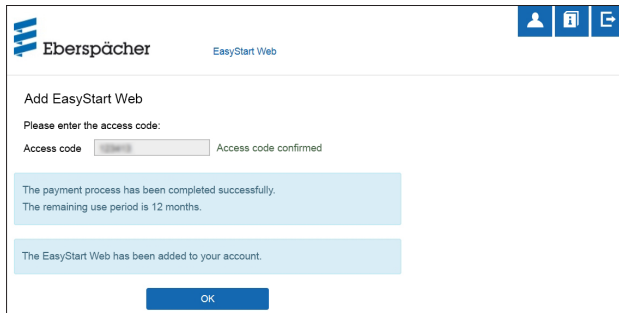 Eberspächer
EasyStart Web
Add EasyStart Web
Please enter the access code:
Access code
Access code confirmed
The payment process has been completed successfully.
The remaining use period is 12 months.
The EasyStart Web has been added to your account.
OK